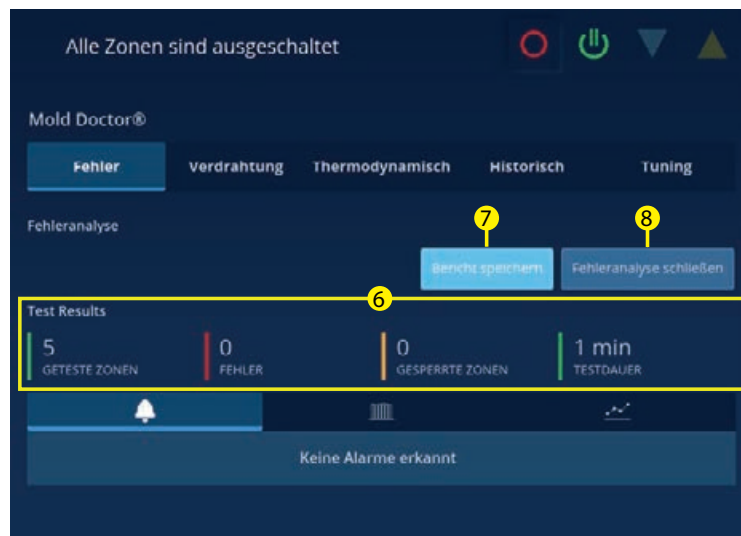 Alle Zonen sind ausgeschaltet
Mold Doctor®
Fehler Verdrahtung Thermodynamisch Historisch Tuning
Fehleranalyse
7 8
Bericht speichern Fehleranalyse schließen
6
Test Results
5 0 0 1 min
GETESTE ZONEN FEHLER GESPERRTE ZONEN TESTDAUER
Keine Alarme erkannt